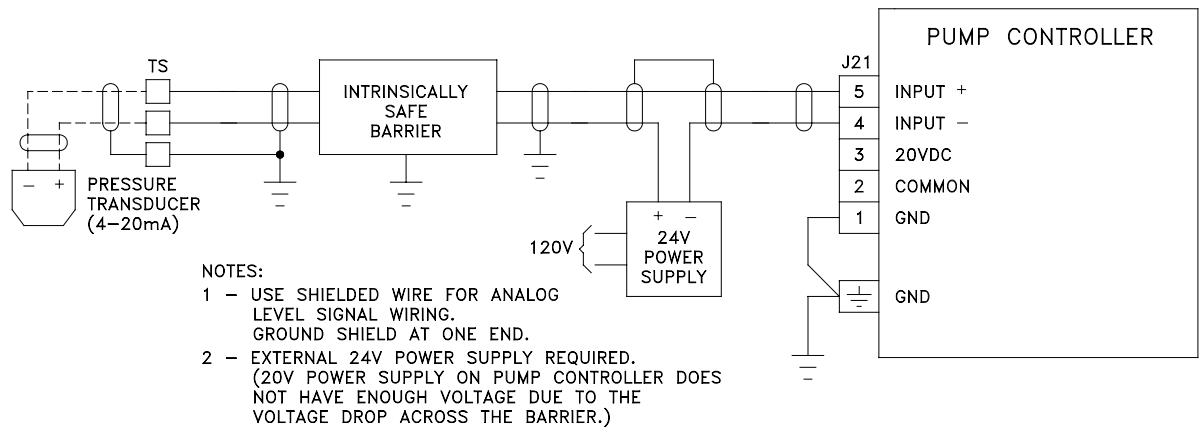 PUMP CONTROLLER
TS
J21
INTRINSICALLY
SAFE
BARRIER
5 INPUT +
4 INPUT -
3 20VDC
2 COMMON
1 GND
GND
- +
PRESSURE
TRANSDUCER
(4-20mA)
120V
+ -
24V
POWER
SUPPLY
NOTES:
1 - USE SHIELDED WIRE FOR ANALOG
LEVEL SIGNAL WIRING.
GROUND SHIELD AT ONE END.
2 - EXTERNAL 24V POWER SUPPLY REQUIRED.
(20V POWER SUPPLY ON PUMP CONTROLLER DOES
NOT HAVE ENOUGH VOLTAGE DUE TO THE
VOLTAGE DROP ACROSS THE BARRIER.)